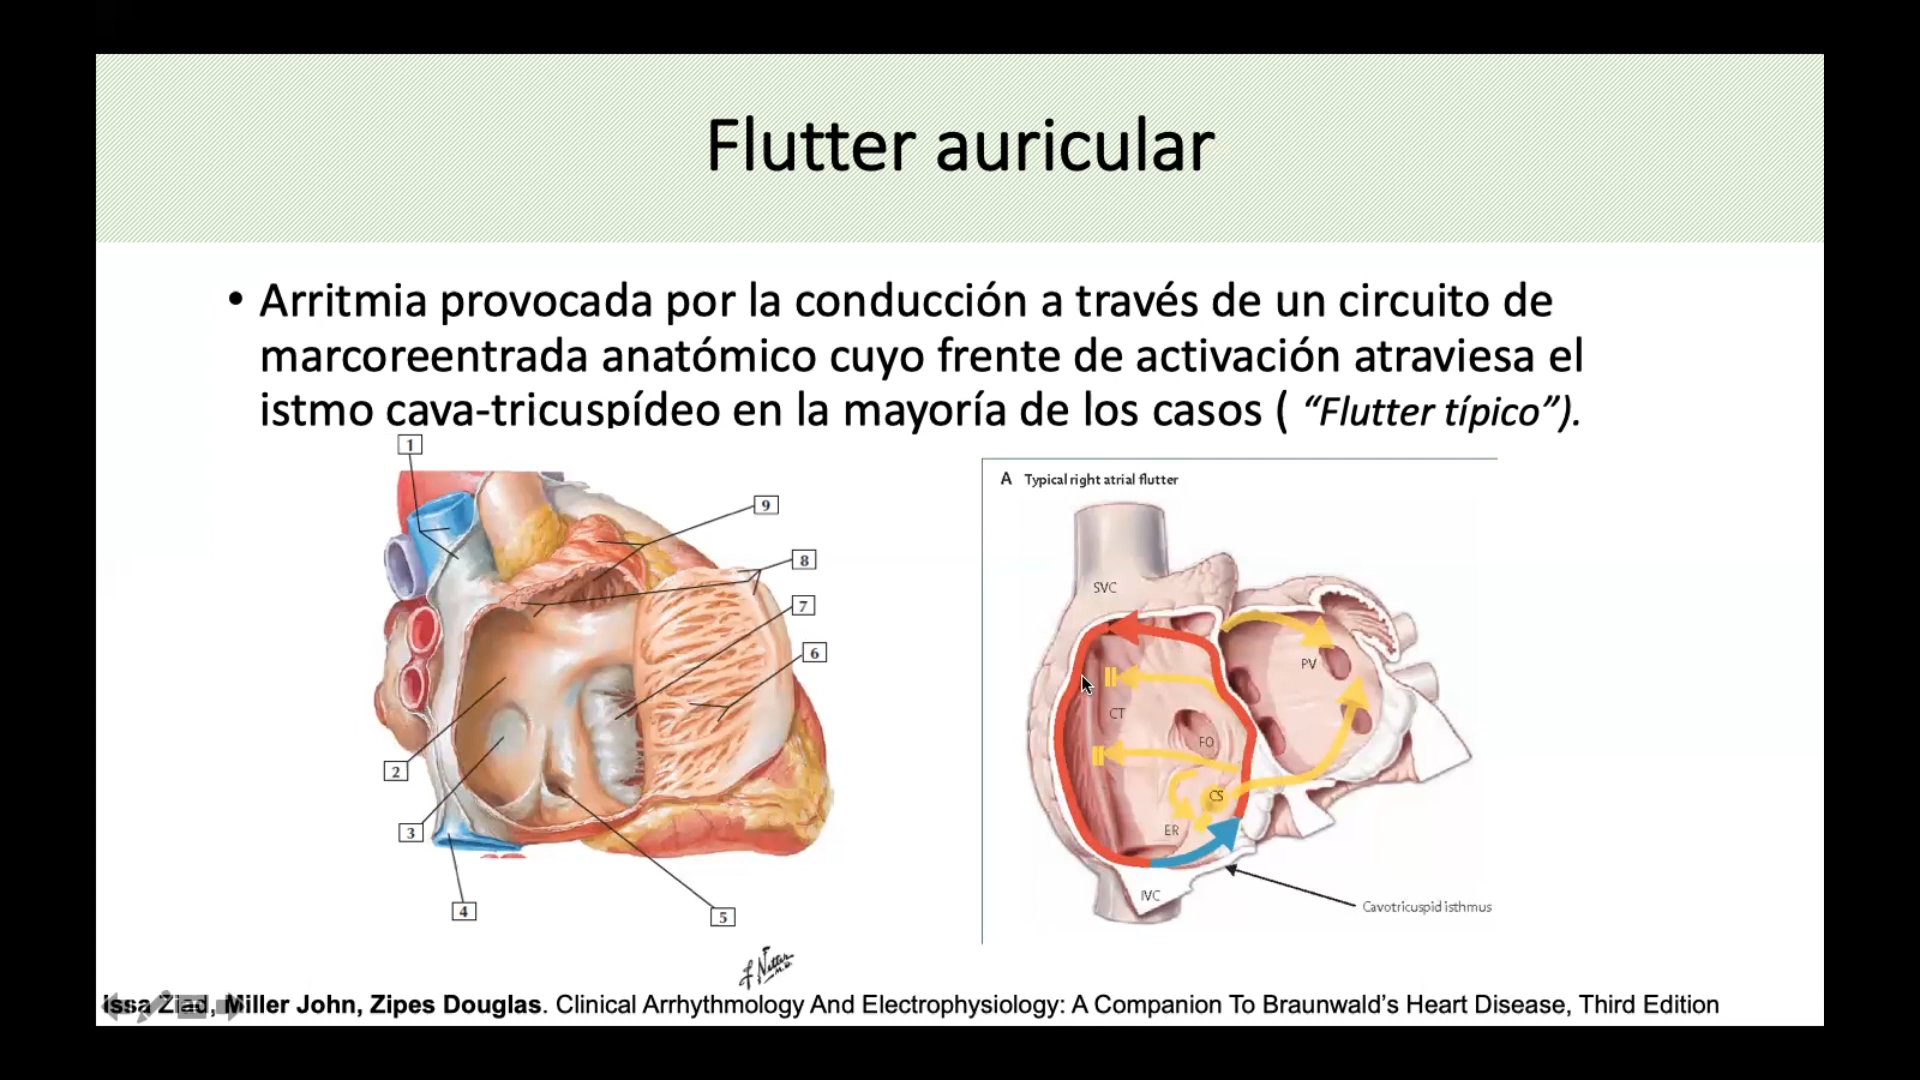 Flutter auricular
• Arritmia provocada por la conducción a través de un circuito de
marcoreentrada anatómico cuyo frente de activación atraviesa el
istmo cava-tricuspídeo en la mayoría de los casos ( “Flutter típico”).
1
9
8
7
6
2
3
4
5
F Netter
M.D.
A Typical right atrial flutter
SVC
PV
CT
FO
CS
ER
IVC
Cavotricuspid isthmus
Issa Ziad, Miller John, Zipes Douglas. Clinical Arrhythmology And Electrophysiology: A Companion To Braunwald’s Heart Disease, Third Edition